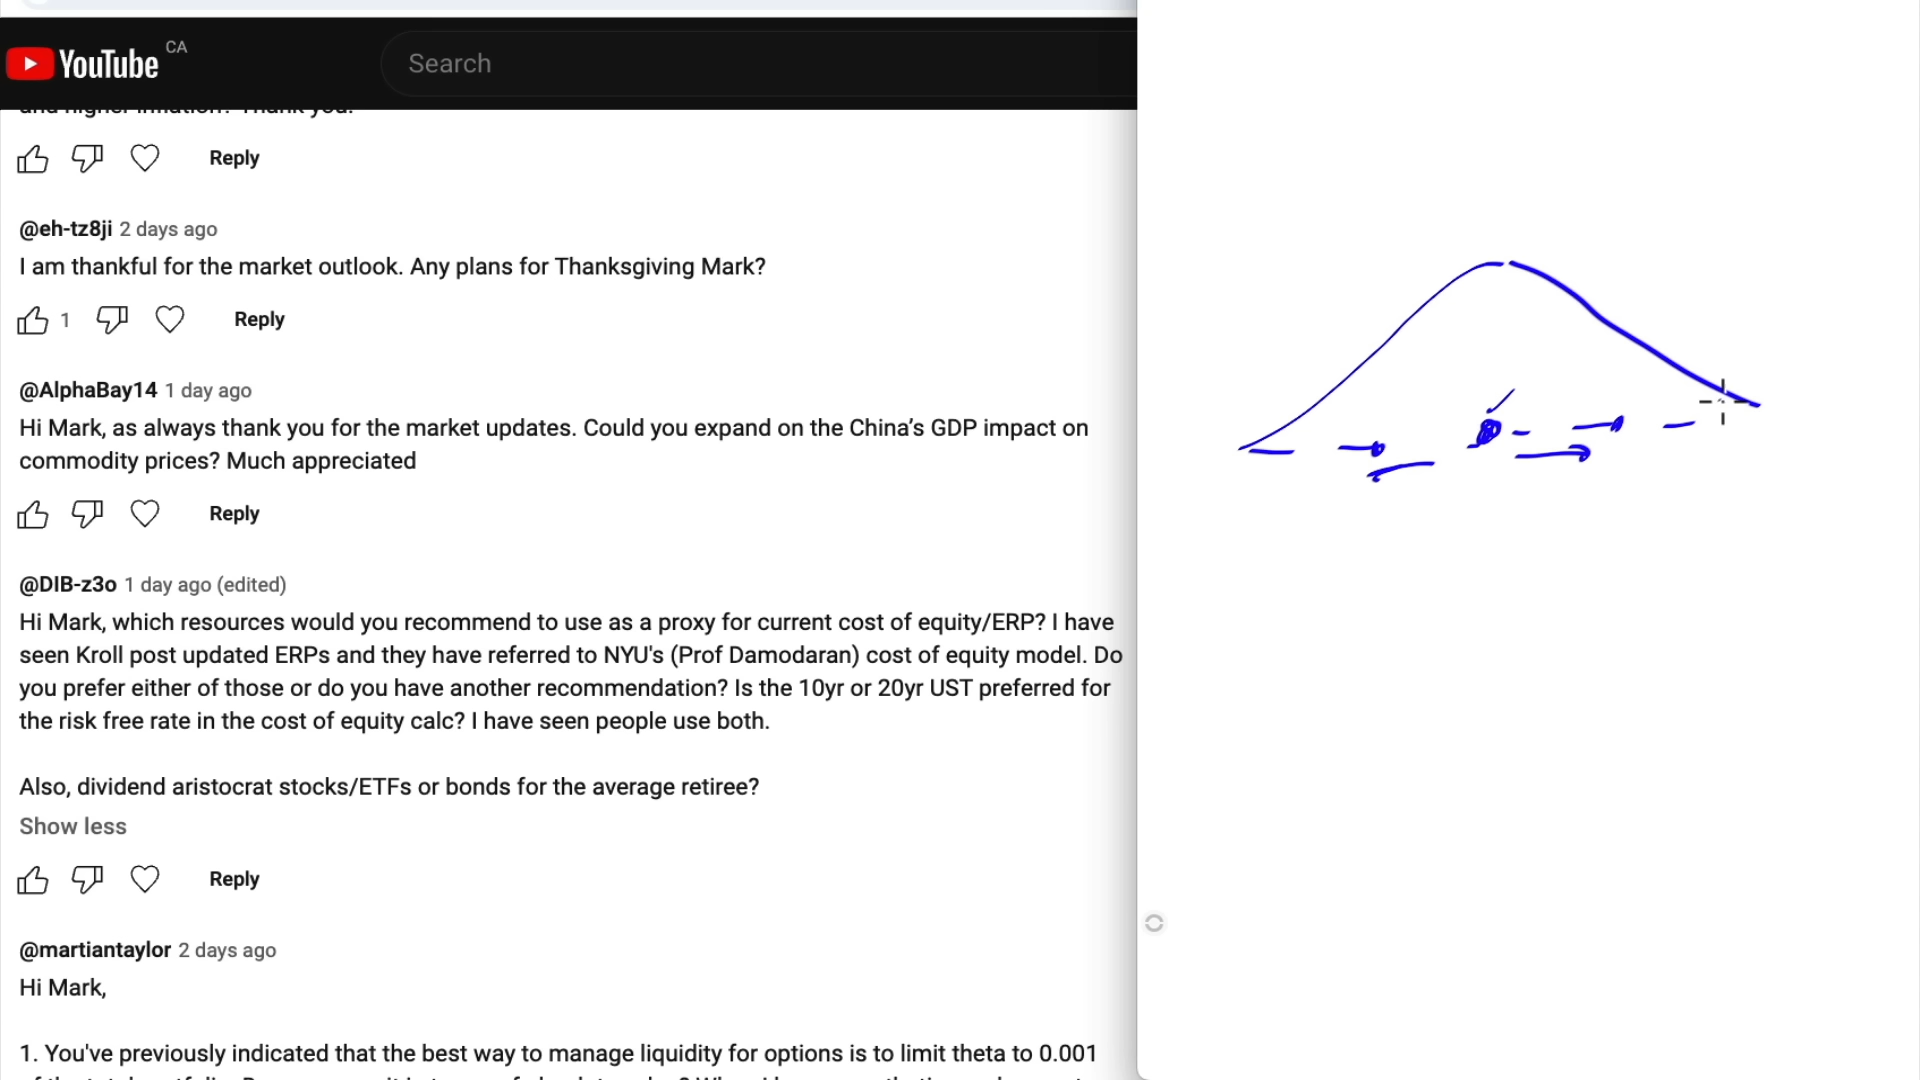 YouTube CA
Search
and higher inflation? Thank you!
Reply
@eh-tz8ji 2 days ago
I am thankful for the market outlook. Any plans for Thanksgiving Mark?
1 Reply
@AlphaBay14 1 day ago
Hi Mark, as always thank you for the market updates. Could you expand on the China’s GDP impact on
commodity prices? Much appreciated
Reply
@DIB-z3o 1 day ago (edited)
Hi Mark, which resources would you recommend to use as a proxy for current cost of equity/ERP? I have
seen Kroll post updated ERPs and they have referred to NYU's (Prof Damodaran) cost of equity model. Do
you prefer either of those or do you have another recommendation? Is the 10yr or 20yr UST preferred for
the risk free rate in the cost of equity calc? I have seen people use both.
Also, dividend aristocrat stocks/ETFs or bonds for the average retiree?
Show less
Reply
@martiantaylor 2 days ago
Hi Mark,
1. You've previously indicated that the best way to manage liquidity for options is to limit theta to 0.001